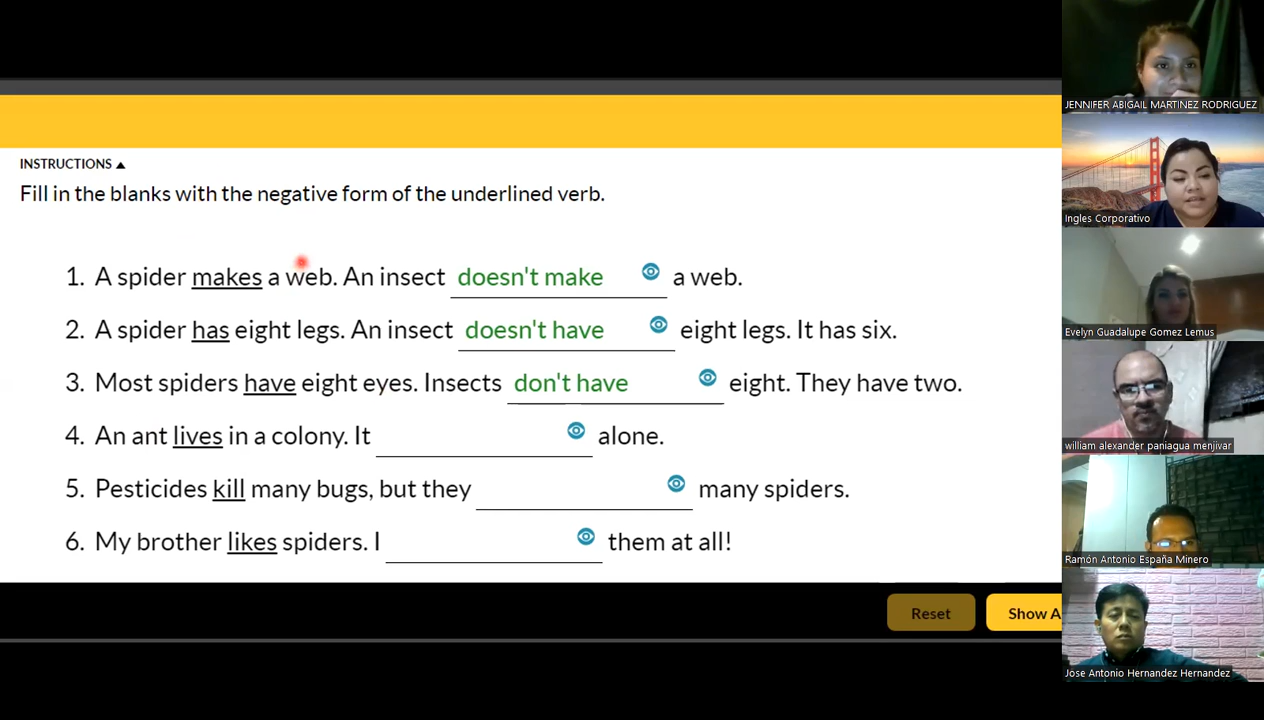 INSTRUCTIONS
Fill in the blanks with the negative form of the underlined verb.
1. A spider makes a web. An insect doesn't make a web.
2. A spider has eight legs. An insect doesn't have eight legs. It has six.
3. Most spiders have eight eyes. Insects don't have eight. They have two.
4. An ant lives in a colony. It alone.
5. Pesticides kill many bugs, but they many spiders.
6. My brother likes spiders. I them at all!
Reset
Show A
JENNIFER ABIGAIL MARTINEZ RODRIGUEZ
Ingles Corporativo
Evelyn Guadalupe Gomez Lemus
william alexander paniagua menjivar
Ramón Antonio España Minero
Jose Antonio Hernandez Hernandez